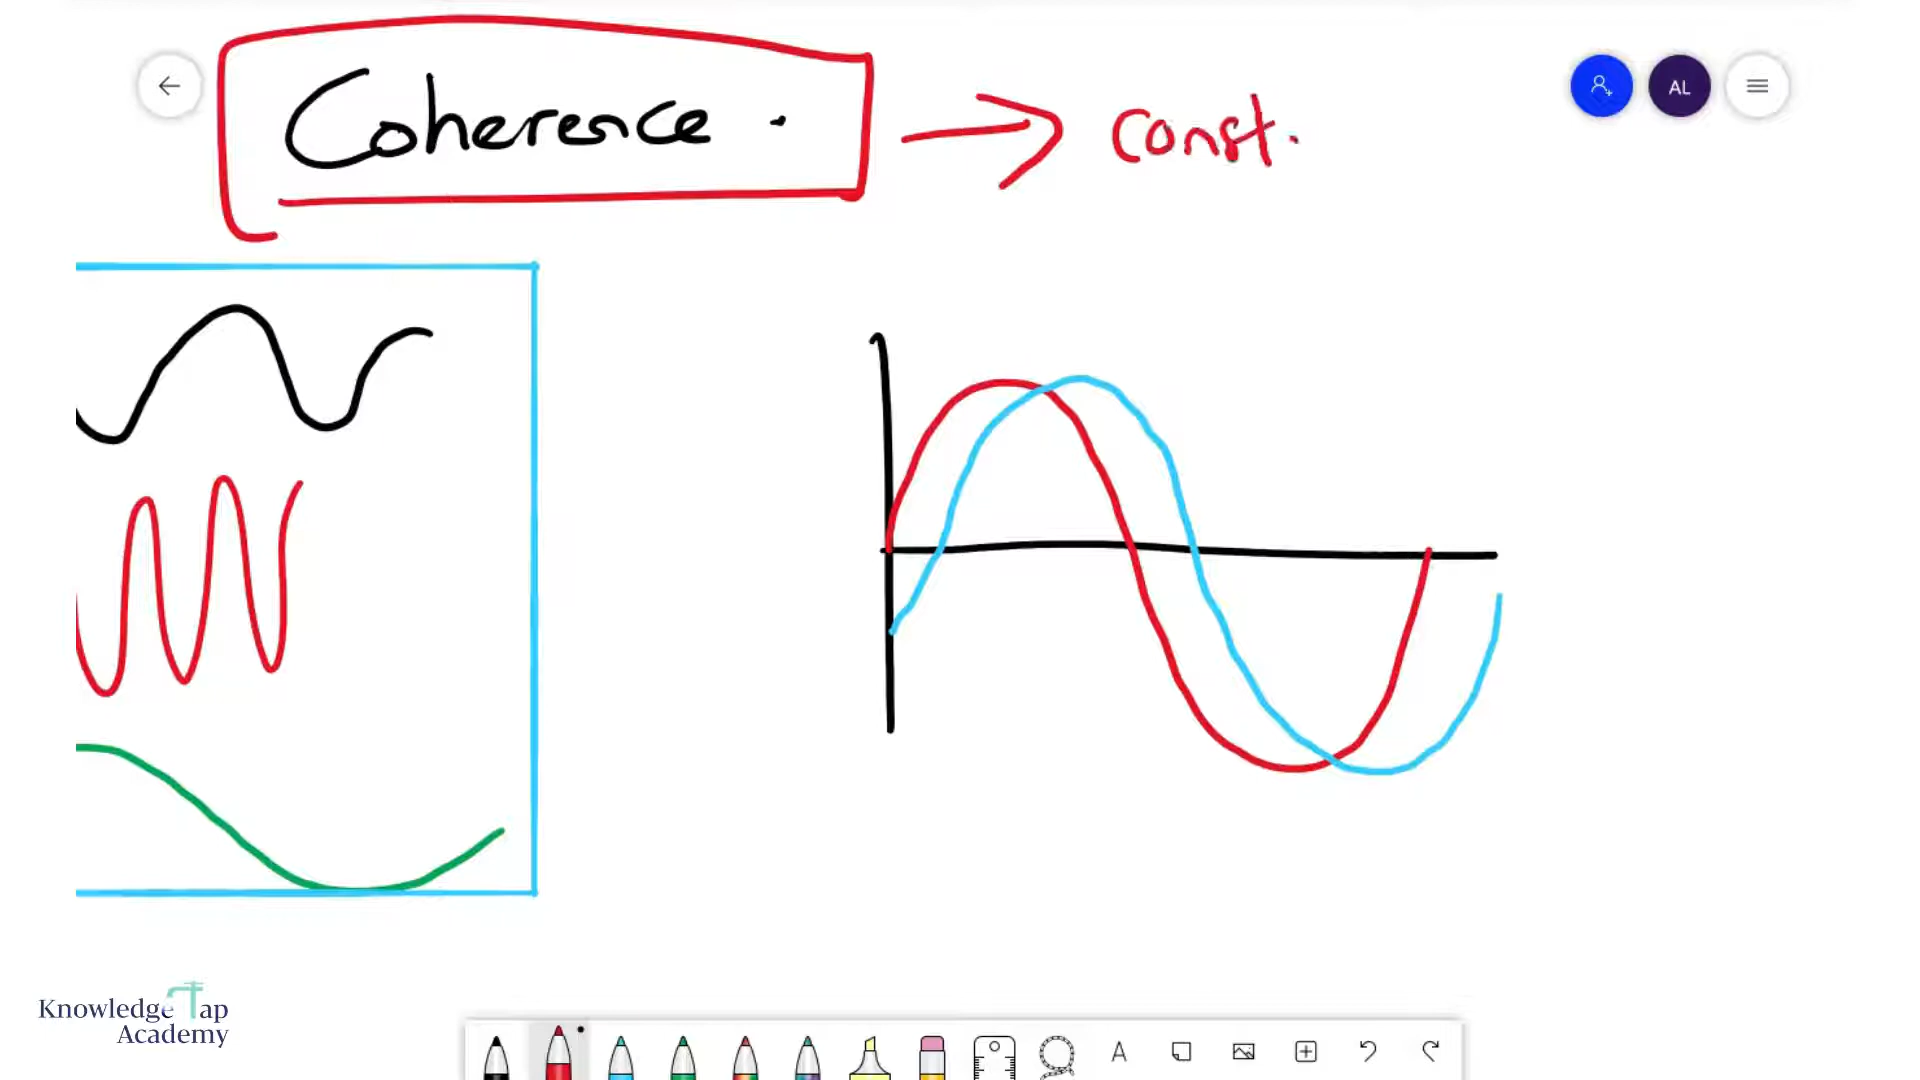 Coherence . → const.
AL
Knowledge Tap
Academy
A